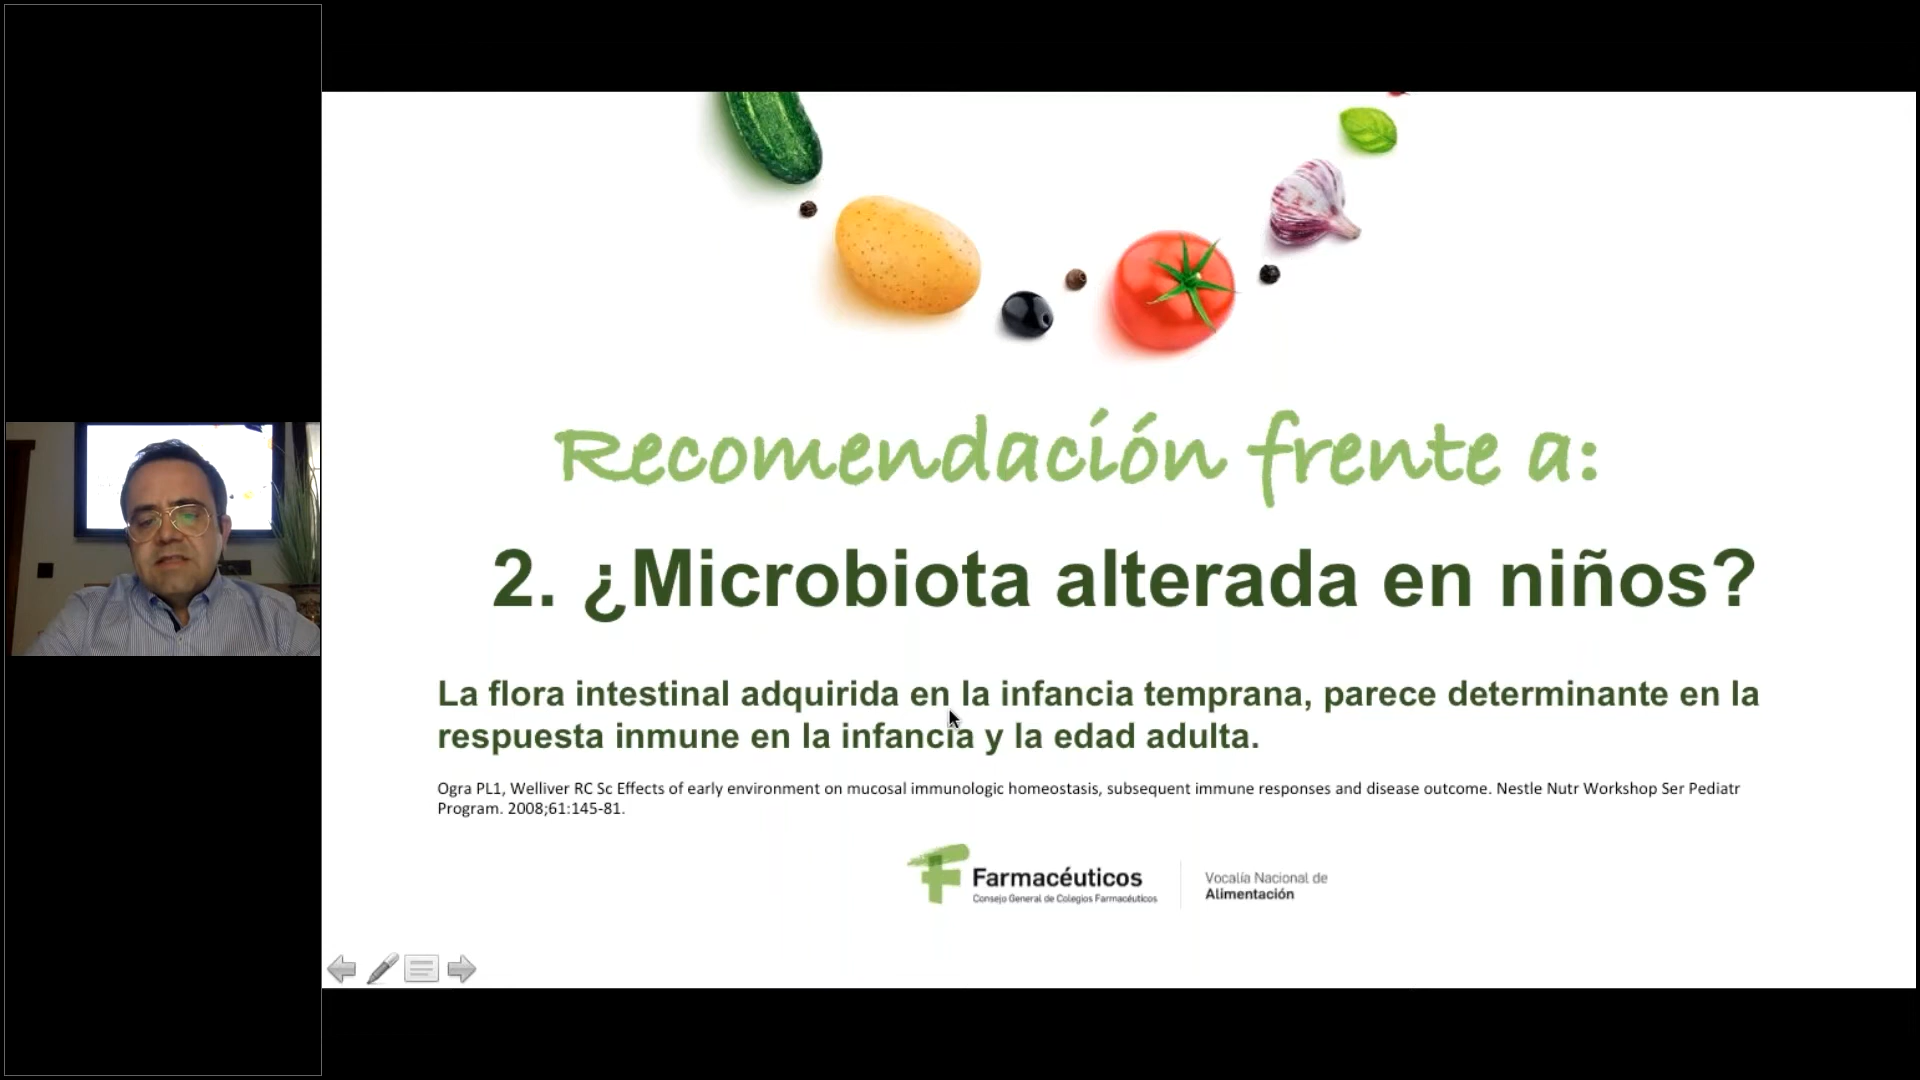 Recomendación frente a:
2. ¿Microbiota alterada en niños?
La flora intestinal adquirida en la infancia temprana, parece determinante en la
respuesta inmune en la infancia y la edad adulta.
Ogra PL1, Welliver RC Sc Effects of early environment on mucosal immunologic homeostasis, subsequent immune responses and disease outcome. Nestle Nutr Workshop Ser Pediatr
Program. 2008;61:145-81.
Farmacéuticos
Consejo General de Colegios Farmacéuticos
Vocalía Nacional de
Alimentación